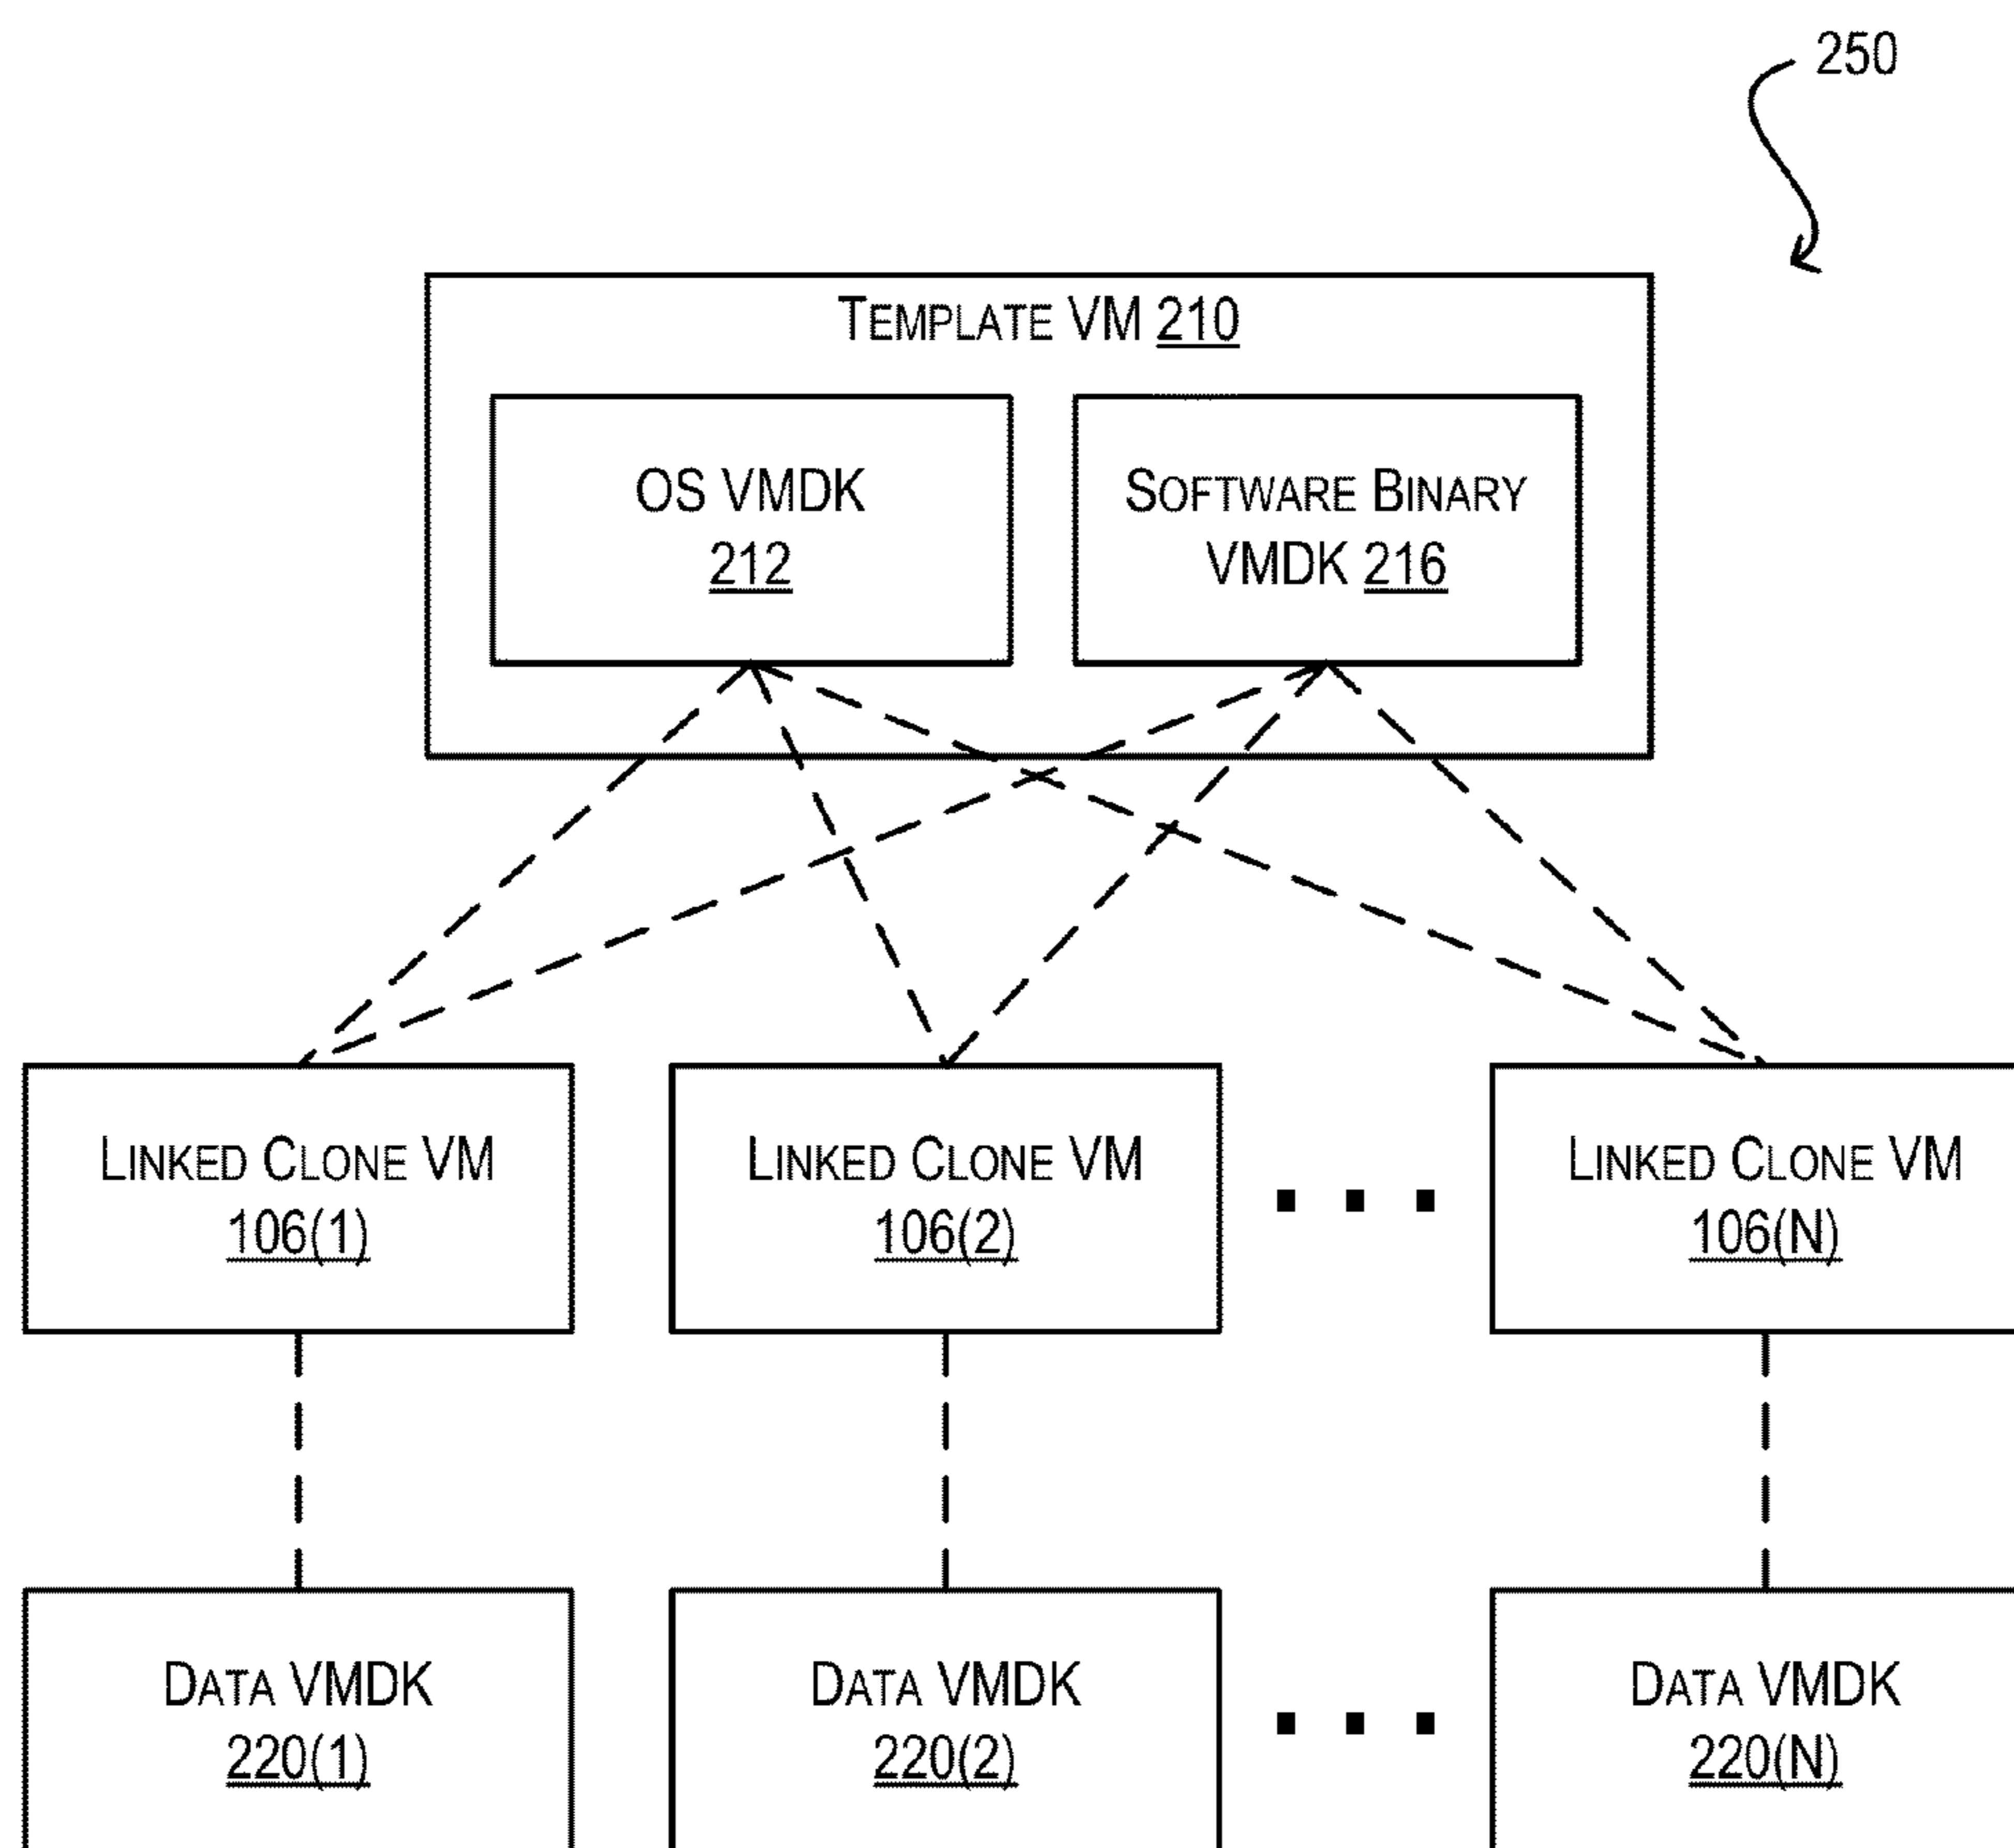 250
TEMPLATE VM 210
OS VMDK
212
SOFTWARE BINARY
VMDK 216
LINKED CLONE VM
106(1)
LINKED CLONE VM
106(2)
. . .
LINKED CLONE VM
106(N)
DATA VMDK
220(1)
DATA VMDK
220(2)
. . .
DATA VMDK
220(N)